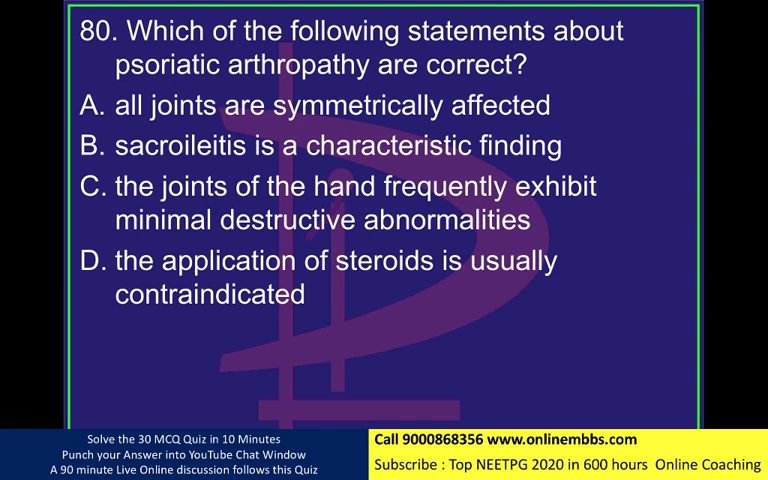 80. Which of the following statements about
psoriatic arthropathy are correct?
A. all joints are symmetrically affected
B. sacroileitis is a characteristic finding
C. the joints of the hand frequently exhibit
minimal destructive abnormalities
D. the application of steroids is usually
contraindicated
Solve the 30 MCQ Quiz in 10 Minutes
Punch your Answer into YouTube Chat Window
A 90 minute Live Online discussion follows this Quiz
Call 9000868356 www.onlinembbs.com
Subscribe : Top NEETPG 2020 in 600 hours Online Coaching